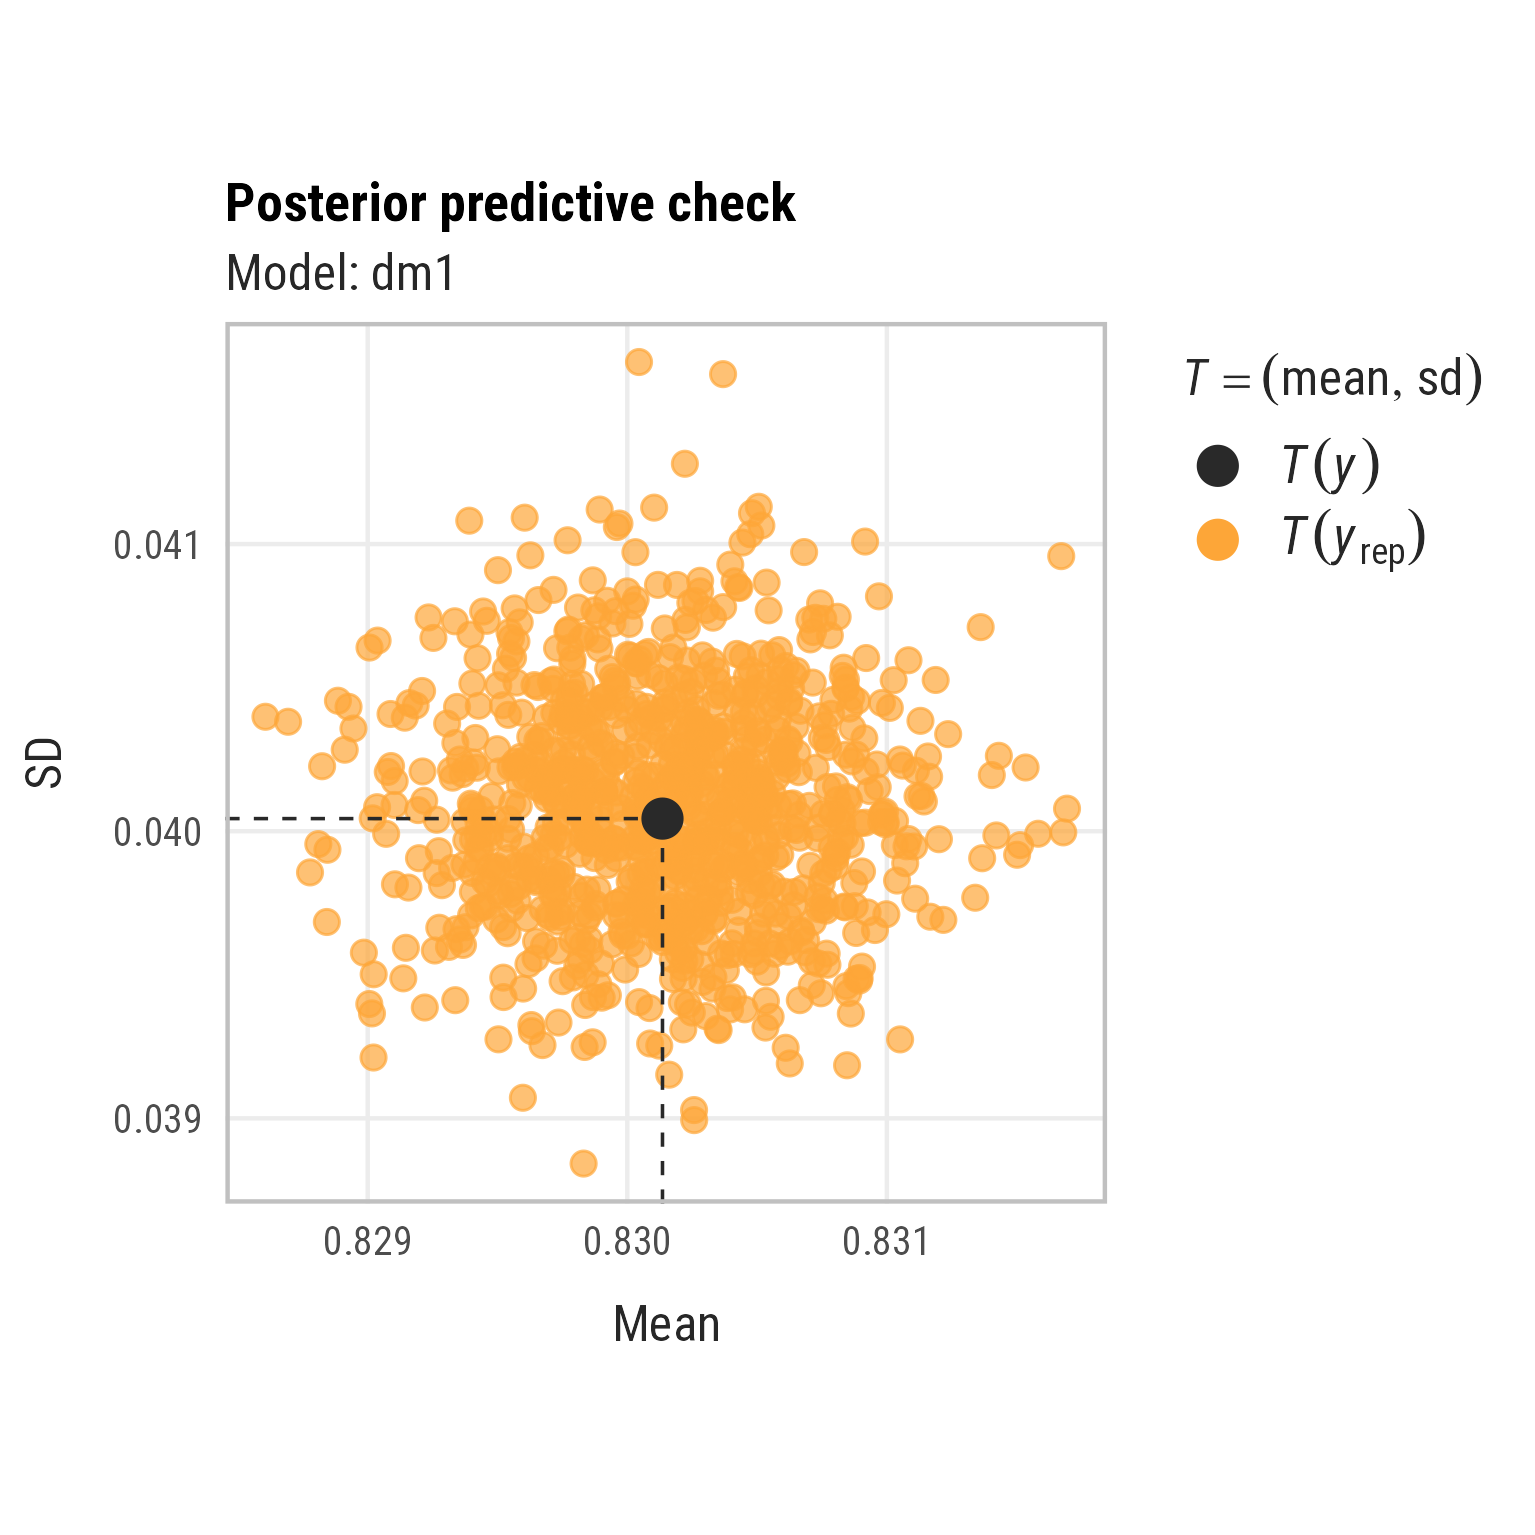 Posterior predictive check
Model: dm1
T = (mean, sd)
T(y)
T(y_rep)
SD
0.041
0.040
0.039
0.829 0.830 0.831
Mean